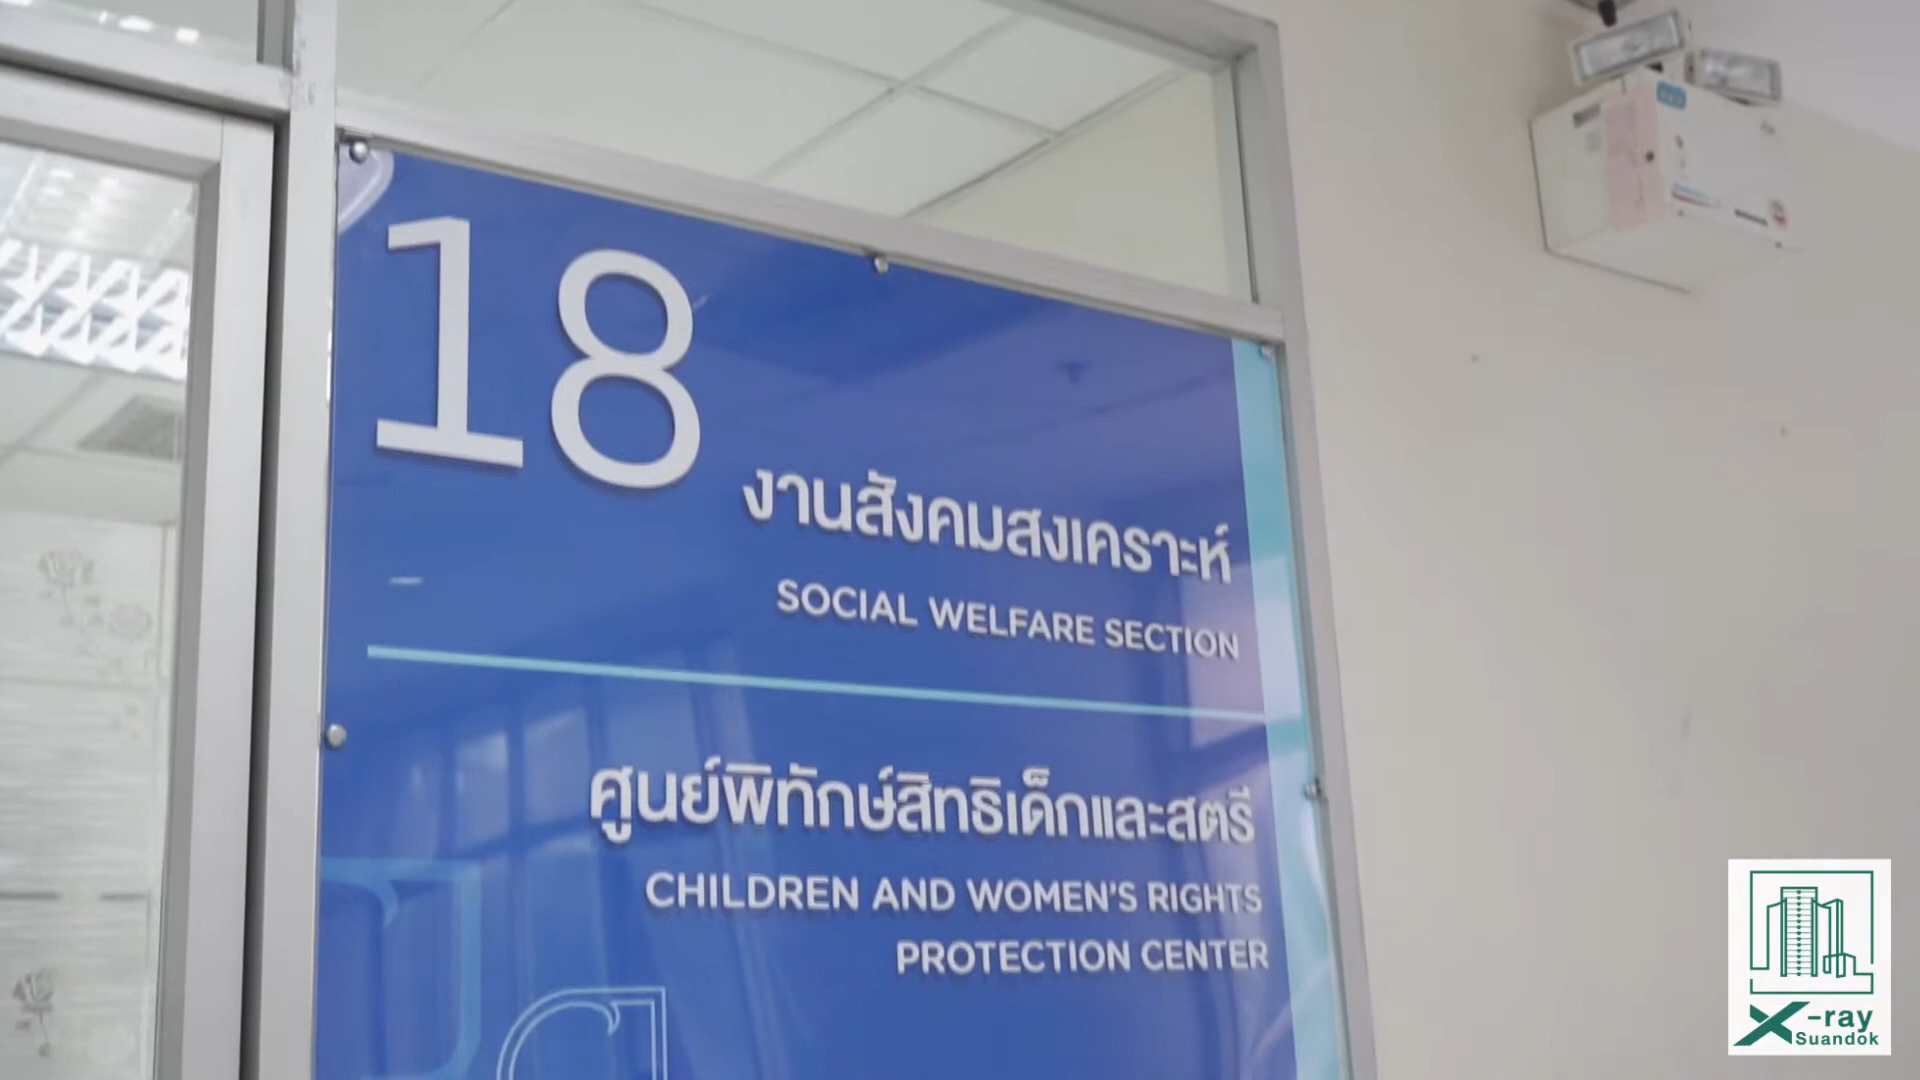 18
งานสังคมสงเคราะห์
SOCIAL WELFARE SECTION
ศูนย์พิทักษ์สิทธิเด็กและสตรี
CHILDREN AND WOMEN'S RIGHTS
PROTECTION CENTER
X-ray
Suandok